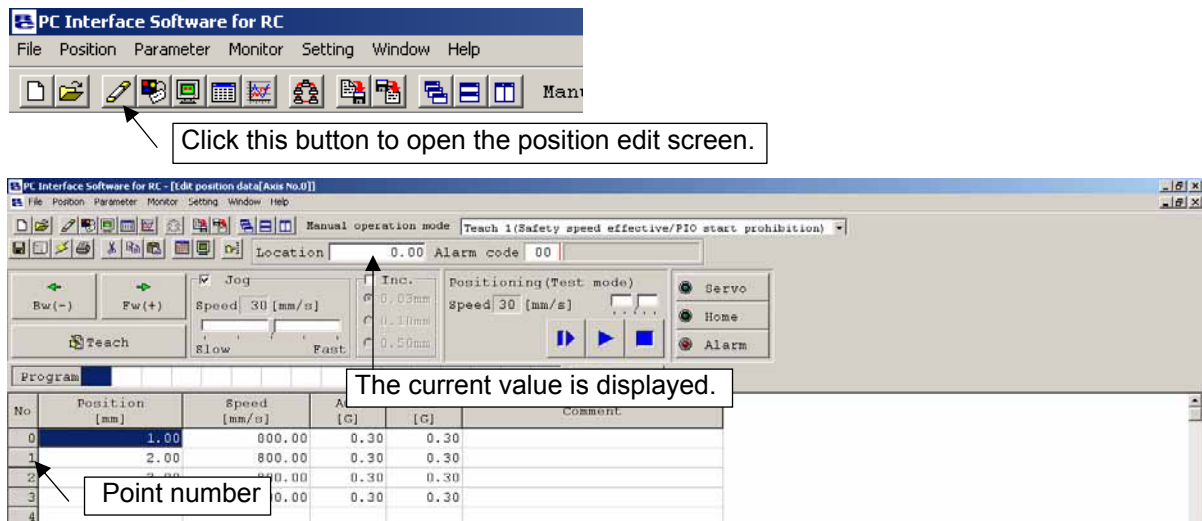 PC Interface Software for RC
File Position Parameter Monitor Setting Window Help
Click this button to open the position edit screen.
PC Interface Software for RC - [Edit position data[Axis No.0]]
File Position Parameter Monitor Setting Window Help
Manual operation mode Teach 1(Safety speed effective/PIO start prohibition)
Location 0.00 Alarm code 00
Bw(-) Fw(+) Teach
Jog
Speed 30 [mm/s]
Slow Fast
Inc.
0.03mm
0.10mm
0.50mm
Positioning(Test mode)
Speed 30 [mm/s]
Servo
Home
Alarm
The current value is displayed.
Program
No Position [mm] Speed [mm/s] [G] [G] Comment
0 1.00 800.00 0.30 0.30
1 2.00 800.00 0.30 0.30
2 0.30 0.30
3 0.30 0.30
4
Point number